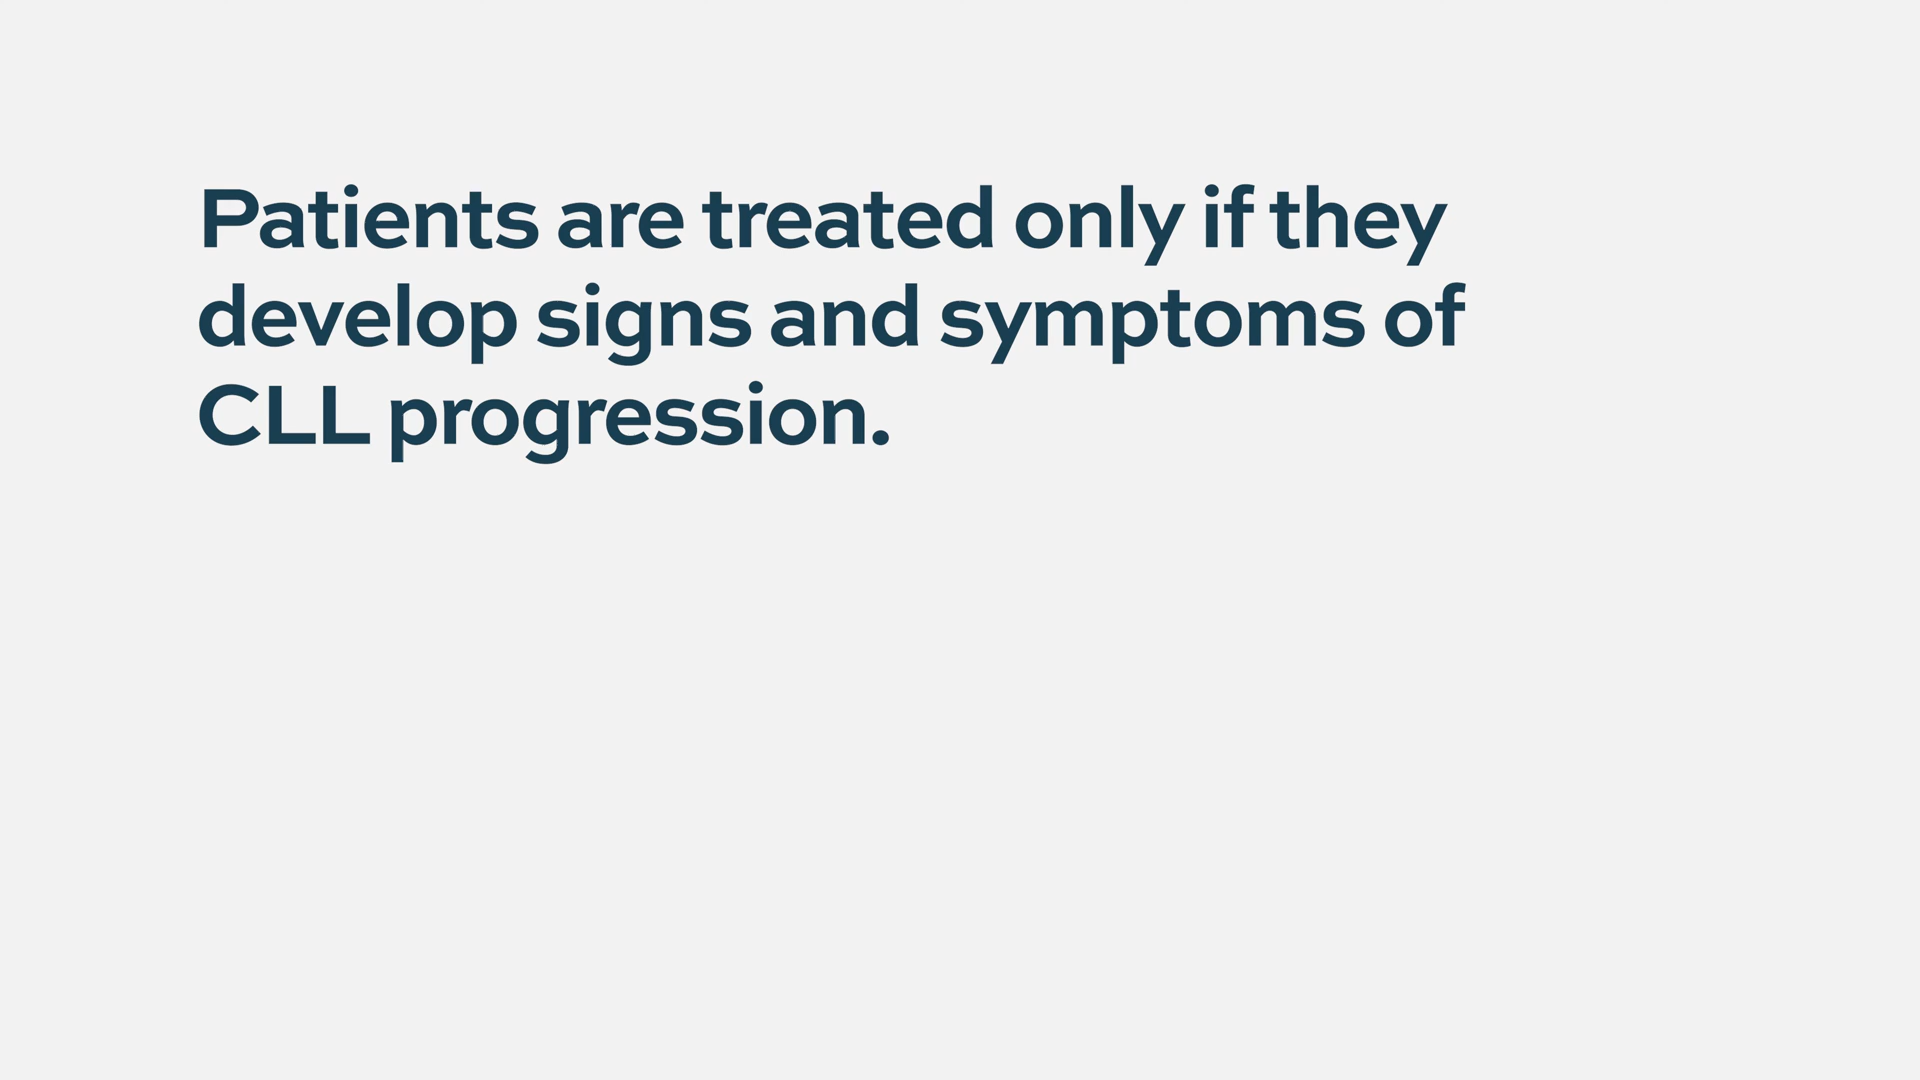 Patients are treated only if they
develop signs and symptoms of
CLL progression.